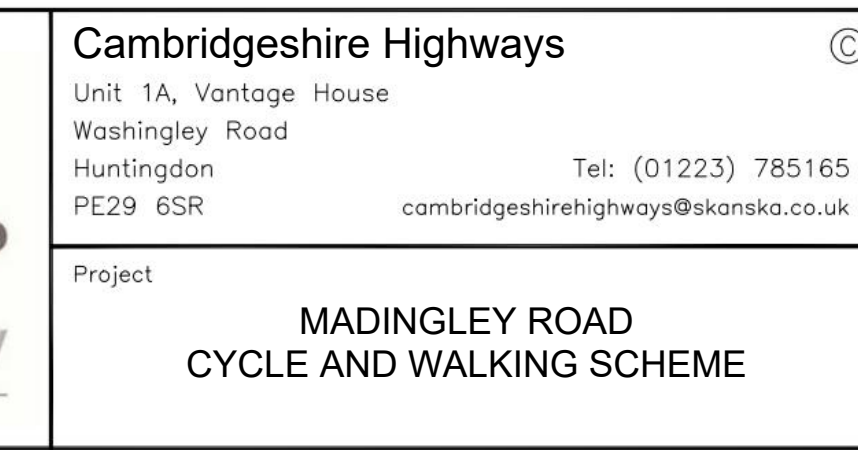 Cambridgeshire Highways
©
Unit 1A, Vantage House
Washingley Road
Huntingdon
Tel: (01223) 785165
PE29 6SR
cambridgeshirehighways@skanska.co.uk
Project
MADINGLEY ROAD
CYCLE AND WALKING SCHEME